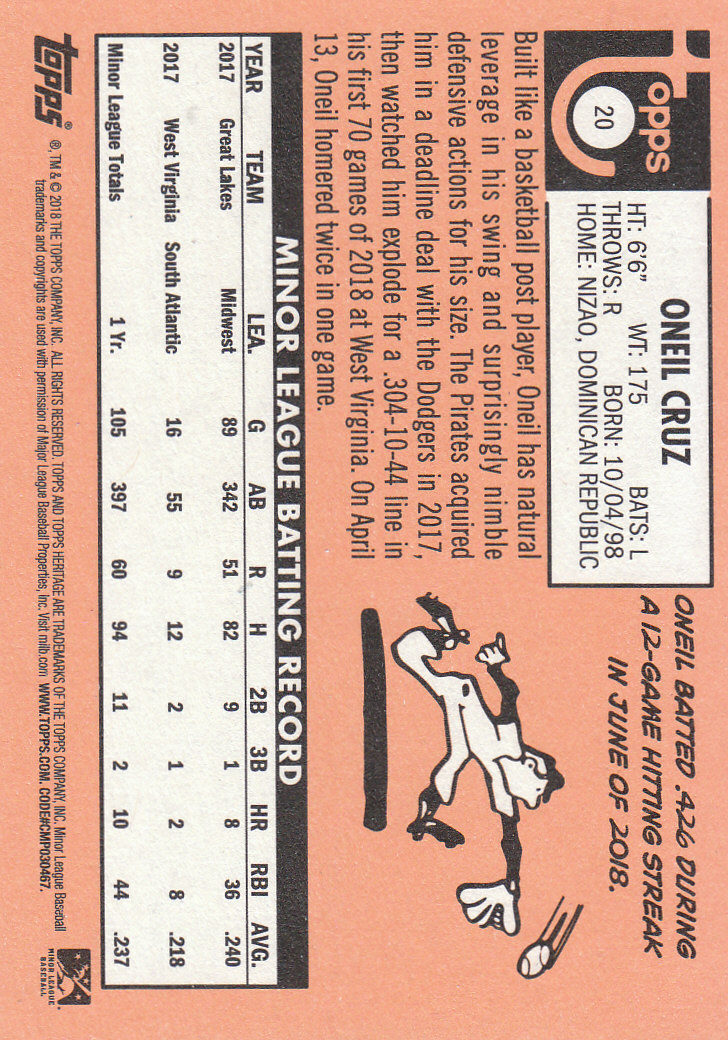 topps
20
ONEIL CRUZ
HT: 6'6" WT: 175 BATS: L
THROWS: R BORN: 10/04/98
HOME: NIZAO, DOMINICAN REPUBLIC
ONEIL BATTED .426 DURING
A 12-GAME HITTING STREAK
IN JUNE OF 2018.
Built like a basketball post player, Oneil has natural
leverage in his swing and surprisingly nimble
defensive actions for his size. The Pirates acquired
him in a deadline deal with the Dodgers in 2017,
then watched him explode for a .304-10-44 line in
his first 70 games of 2018 at West Virginia. On April
13, Oneil homered twice in one game.
MINOR LEAGUE BATTING RECORD
YEAR TEAM LEA. G AB R H 2B 3B HR RBI AVG.
2017 Great Lakes Midwest 89 342 51 82 9 1 8 36 .240
2017 West Virginia South Atlantic 16 55 9 12 2 1 2 8 .218
Minor League Totals 1 Yr. 105 397 60 94 11 2 10 44 .237
topps®
®, TM & © 2018 THE TOPPS COMPANY, INC. ALL RIGHTS RESERVED. TOPPS AND TOPPS HERITAGE ARE TRADEMARKS OF THE TOPPS COMPANY, INC. Minor League Baseball
trademarks and copyrights are used with permission of Major League Baseball Properties, Inc. Visit milb.com WWW.TOPPS.COM. CODE#CMP030467.
MINOR LEAGUE
BASEBALL